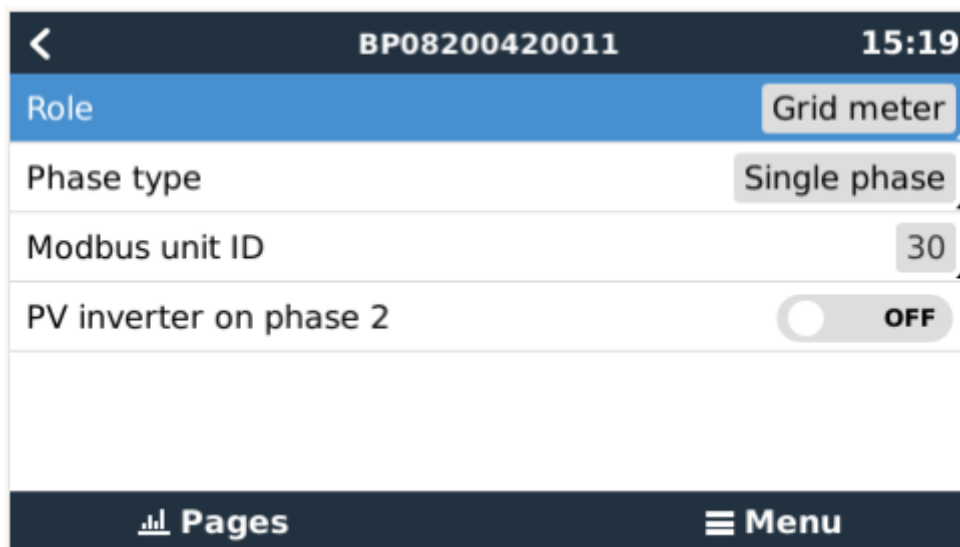 BP08200420011 15:19
Role Grid meter
Phase type Single phase
Modbus unit ID 30
PV inverter on phase 2 OFF
Pages Menu